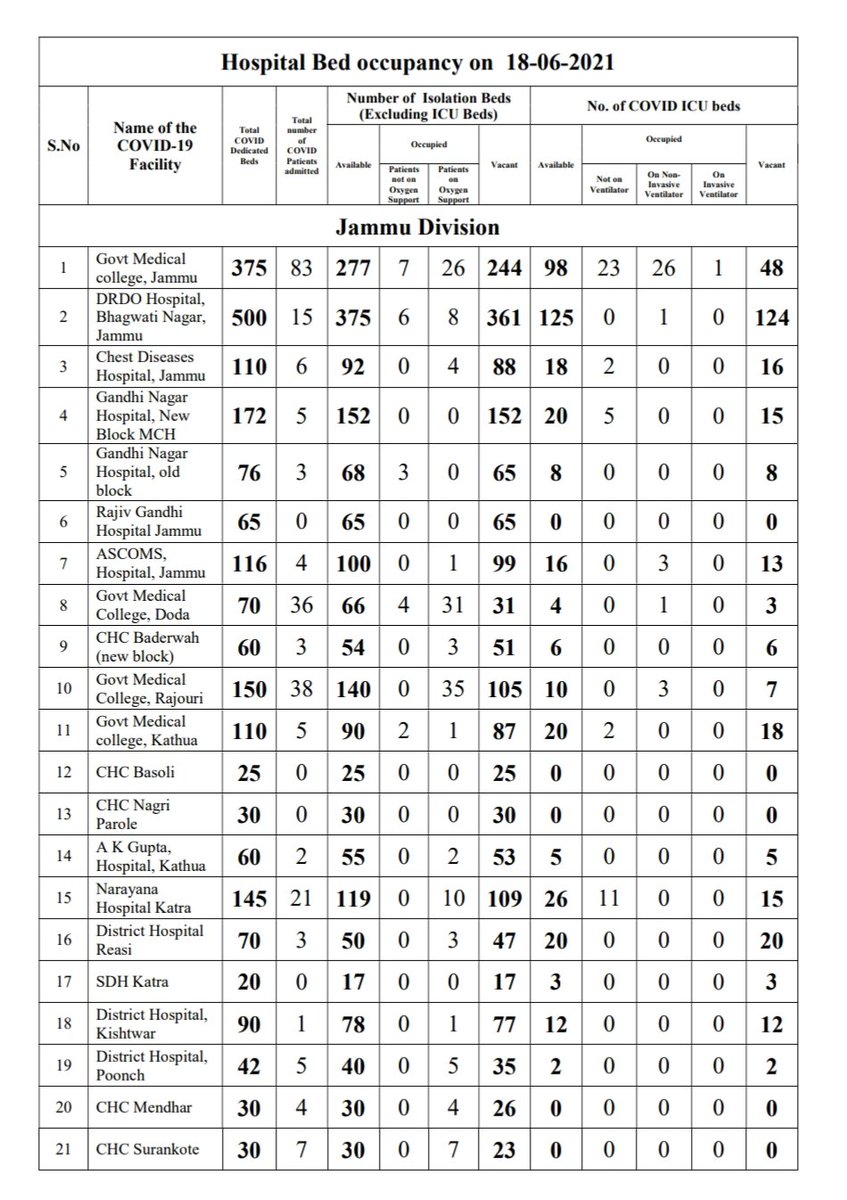 Hospital Bed occupancy on 18-06-2021
S.No
Name of the
COVID-19
Facility
Total
COVID
Dedicated
Beds
Total
number
of
COVID
Patients
admitted
Number of Isolation Beds
(Excluding ICU Beds)
No. of COVID ICU beds
Available
Occupied
Patients
not on
Oxygen
Support
Patients
on
Oxygen
Support
Vacant
Available
Occupied
Not on
Ventilator
On Non-
Invasive
Ventilator
On
Invasive
Ventilator
Vacant
Jammu Division
1 Govt Medical
college, Jammu 375 83 277 7 26 244 98 23 26 1 48
2 DRDO Hospital,
Bhagwati Nagar,
Jammu 500 15 375 6 8 361 125 0 1 0 124
3 Chest Diseases
Hospital, Jammu 110 6 92 0 4 88 18 2 0 0 16
4 Gandhi Nagar
Hospital, New
Block MCH 172 5 152 0 0 152 20 5 0 0 15
5 Gandhi Nagar
Hospital, old
block 76 3 68 3 0 65 8 0 0 0 8
6 Rajiv Gandhi
Hospital Jammu 65 0 65 0 0 65 0 0 0 0 0
7 ASCOMS,
Hospital, Jammu 116 4 100 0 1 99 16 0 3 0 13
8 Govt Medical
College, Doda 70 36 66 4 31 31 4 0 1 0 3
9 CHC Baderwah
(new block) 60 3 54 0 3 51 6 0 0 0 6
10 Govt Medical
College, Rajouri 150 38 140 0 35 105 10 0 3 0 7
11 Govt Medical
college, Kathua 110 5 90 2 1 87 20 2 0 0 18
12 CHC Basoli 25 0 25 0 0 25 0 0 0 0 0
13 CHC Nagri
Parole 30 0 30 0 0 30 0 0 0 0 0
14 A K Gupta,
Hospital, Kathua 60 2 55 0 2 53 5 0 0 0 5
15 Narayana
Hospital Katra 145 21 119 0 10 109 26 11 0 0 15
16 District Hospital
Reasi 70 3 50 0 3 47 20 0 0 0 20
17 SDH Katra 20 0 17 0 0 17 3 0 0 0 3
18 District Hospital,
Kishtwar 90 1 78 0 1 77 12 0 0 0 12
19 District Hospital,
Poonch 42 5 40 0 5 35 2 0 0 0 2
20 CHC Mendhar 30 4 30 0 4 26 0 0 0 0 0
21 CHC Surankote 30 7 30 0 7 23 0 0 0 0 0